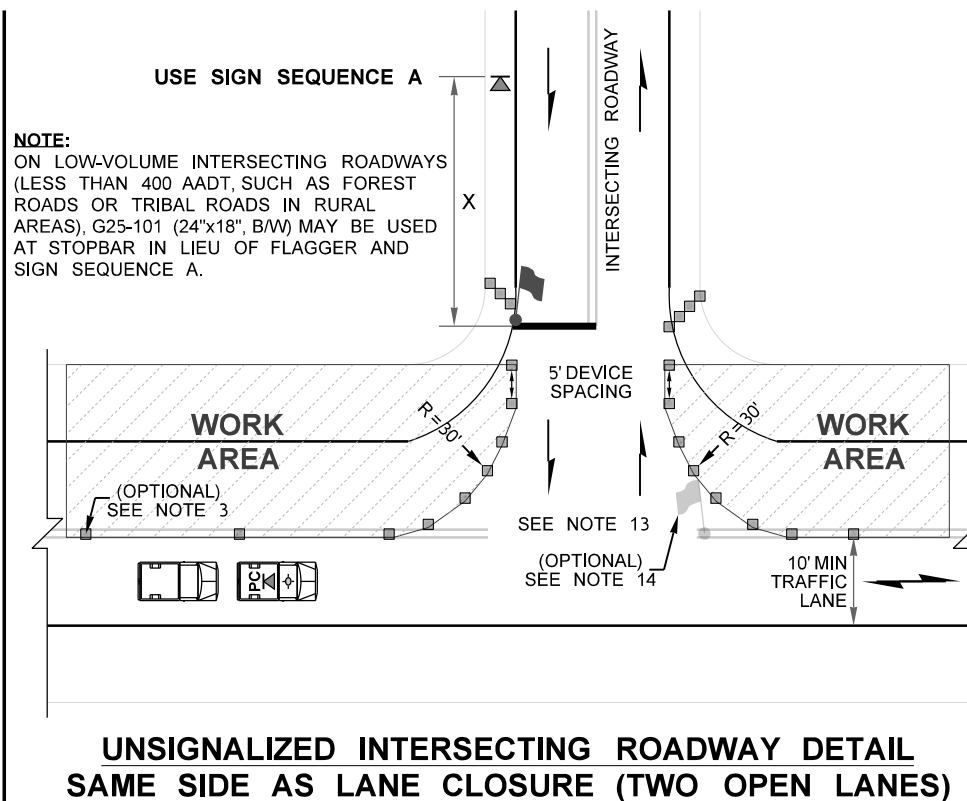 USE SIGN SEQUENCE A
NOTE:
ON LOW-VOLUME INTERSECTING ROADWAYS
(LESS THAN 400 AADT, SUCH AS FOREST
ROADS OR TRIBAL ROADS IN RURAL
AREAS), G25-101 (24"x18", B/W) MAY BE USED
AT STOPBAR IN LIEU OF FLAGGER AND
SIGN SEQUENCE A.
X
INTERSECTING ROADWAY
5' DEVICE
SPACING
WORK
AREA
R = 30'
R = 30'
WORK
AREA
(OPTIONAL)
SEE NOTE 3
SEE NOTE 13
(OPTIONAL)
SEE NOTE 14
10' MIN
TRAFFIC
LANE
PC
UNSIGNALIZED INTERSECTING ROADWAY DETAIL
SAME SIDE AS LANE CLOSURE (TWO OPEN LANES)